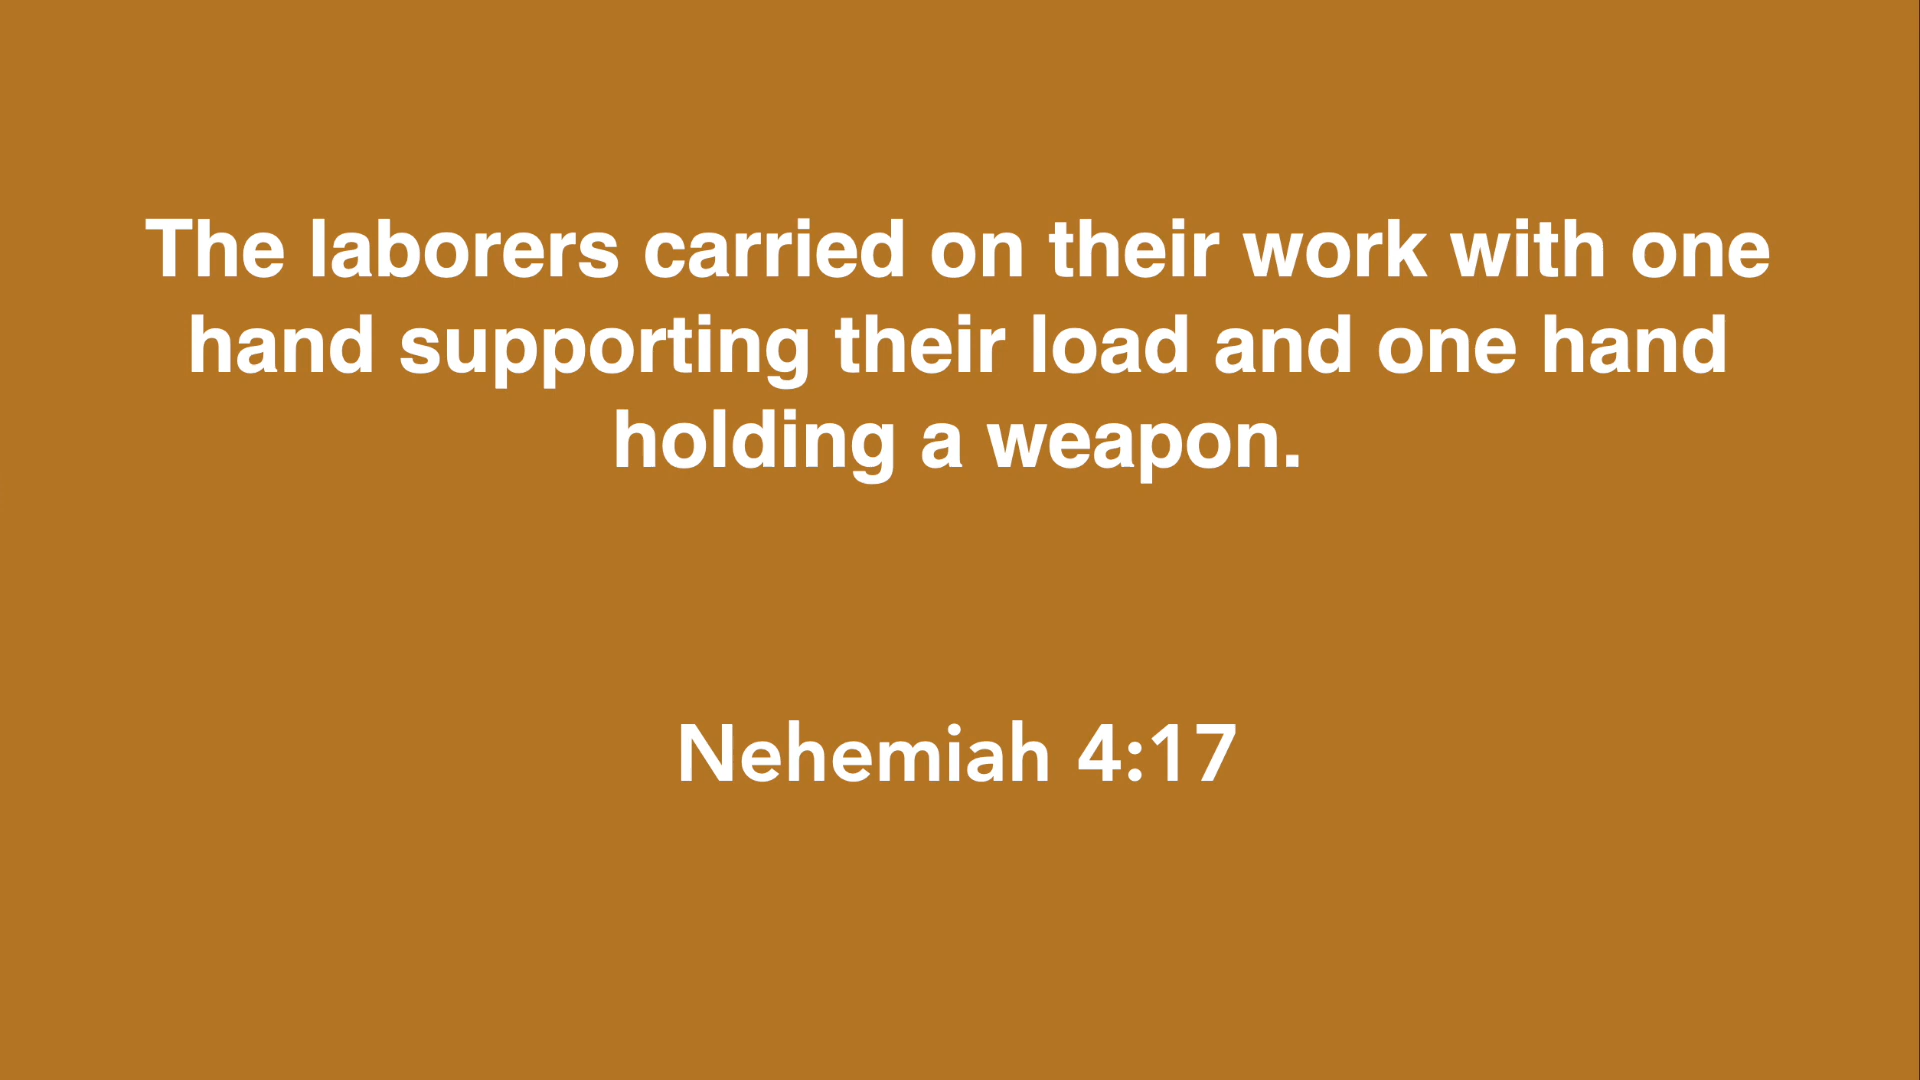 The laborers carried on their work with one
hand supporting their load and one hand
holding a weapon.
Nehemiah 4:17